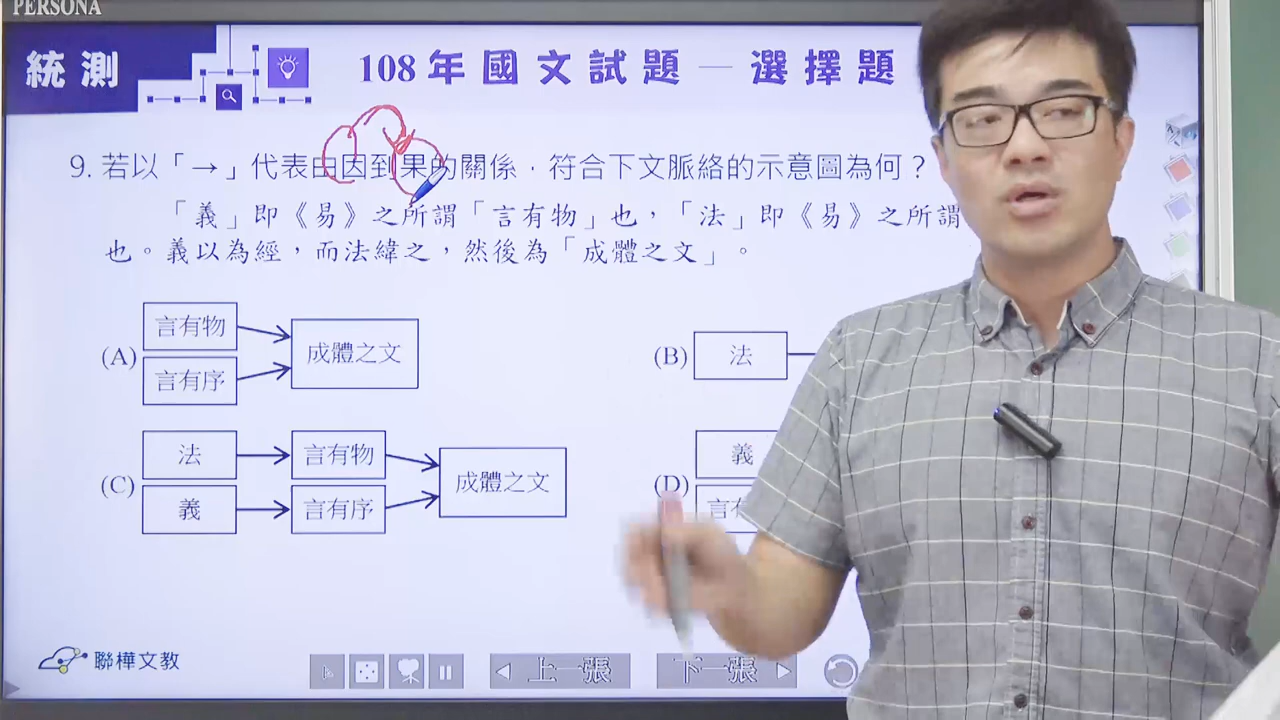 PERSONA
統測
108年國文試題—選擇題
9. 若以「→」代表由因到果的關係，符合下文脈絡的示意圖為何？
「義」即《易》之所謂「言有物」也，「法」即《易》之所謂
也。義以為經，而法緯之，然後為「成體之文」。
(A) 言有物 言有序 成體之文
(B) 法
(C) 法 言有物 義 言有序 成體之文
(D) 義
聯樺文教
上一張 下一張